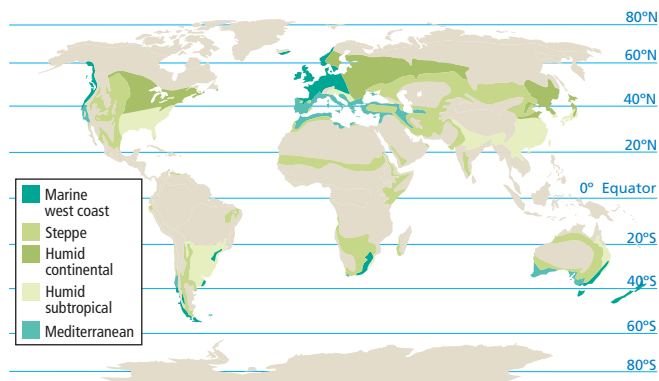 80°N
60°N
40°N
20°N
0° Equator
20°S
40°S
60°S
80°S
Marine
west coast
Steppe
Humid
continental
Humid
subtropical
Mediterranean